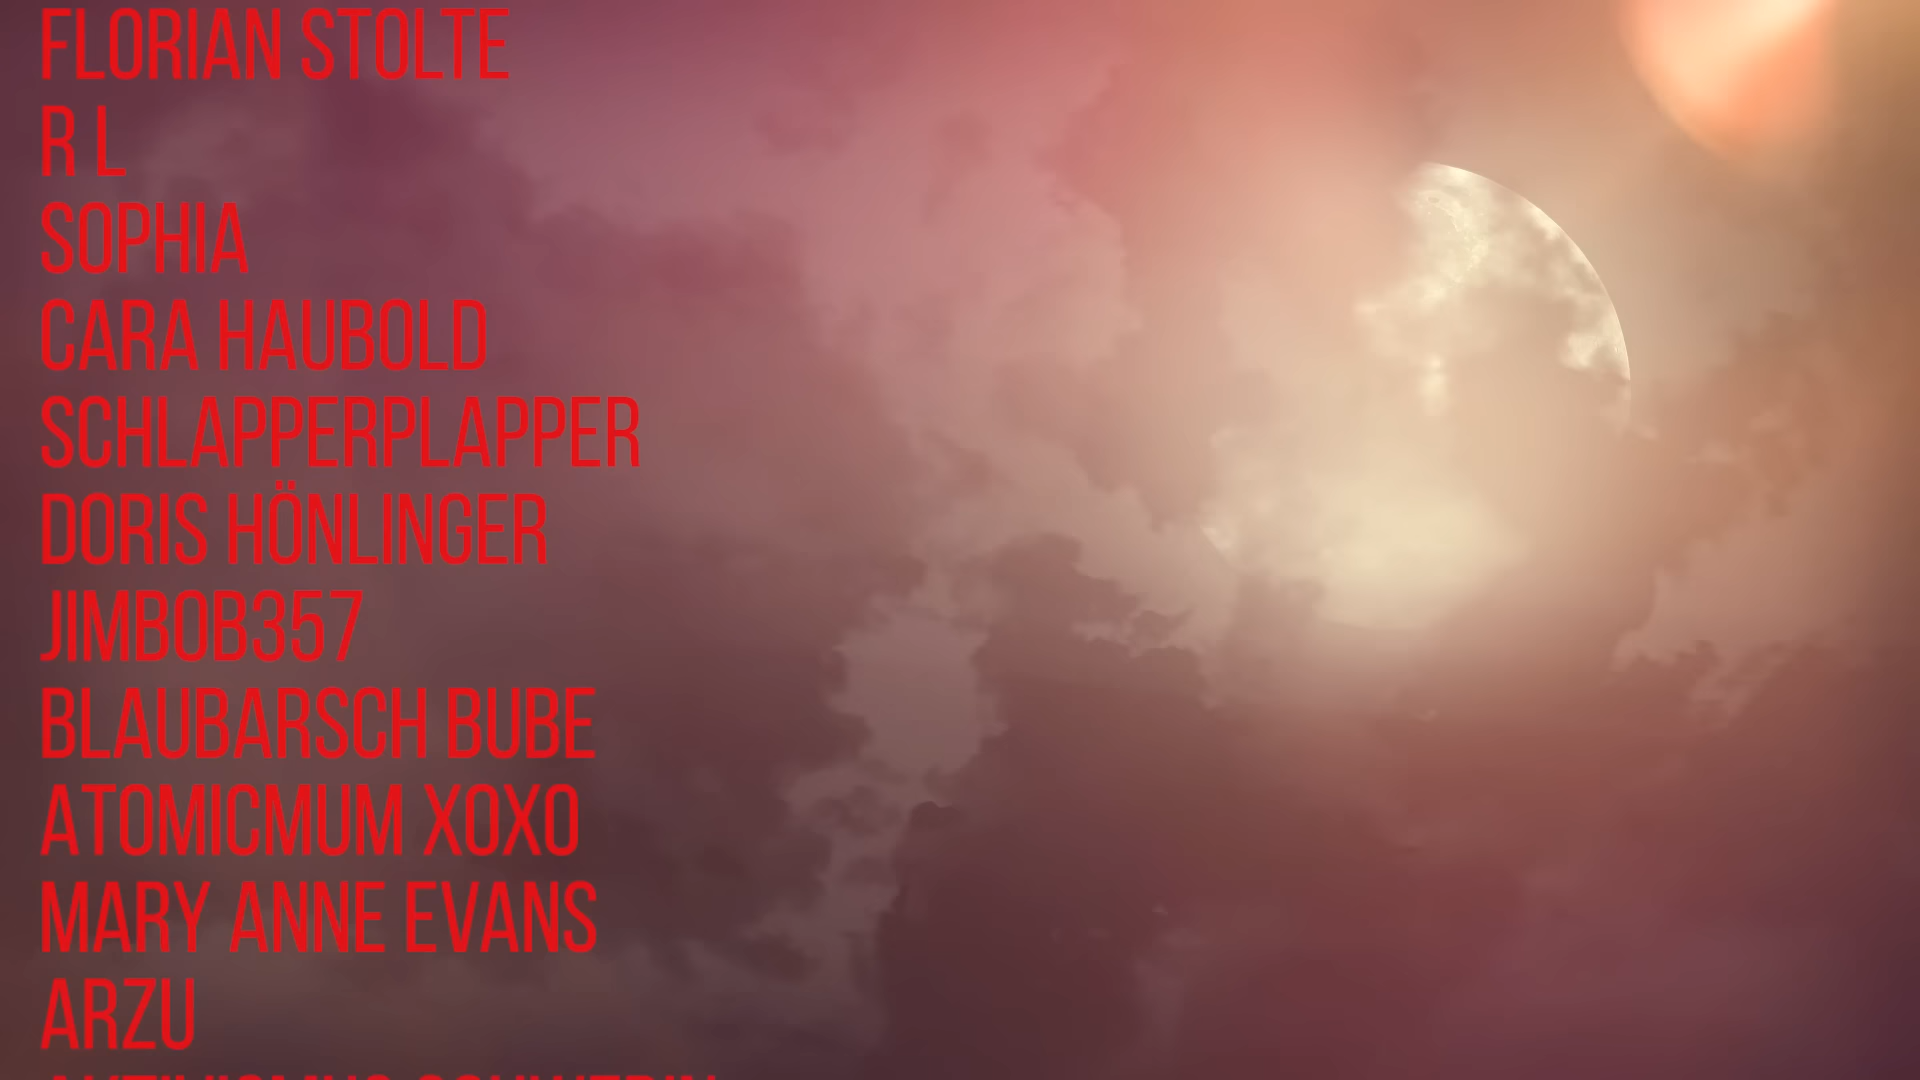 FLORIAN STOLTE
R L
SOPHIA
CARA HAUBOLD
SCHLAPPERPLAPPER
DORIS HÖNLINGER
JIMBOB357
BLAUBARSCH BUBE
ATOMICMUM XOXO
MARY ANNE EVANS
ARZU